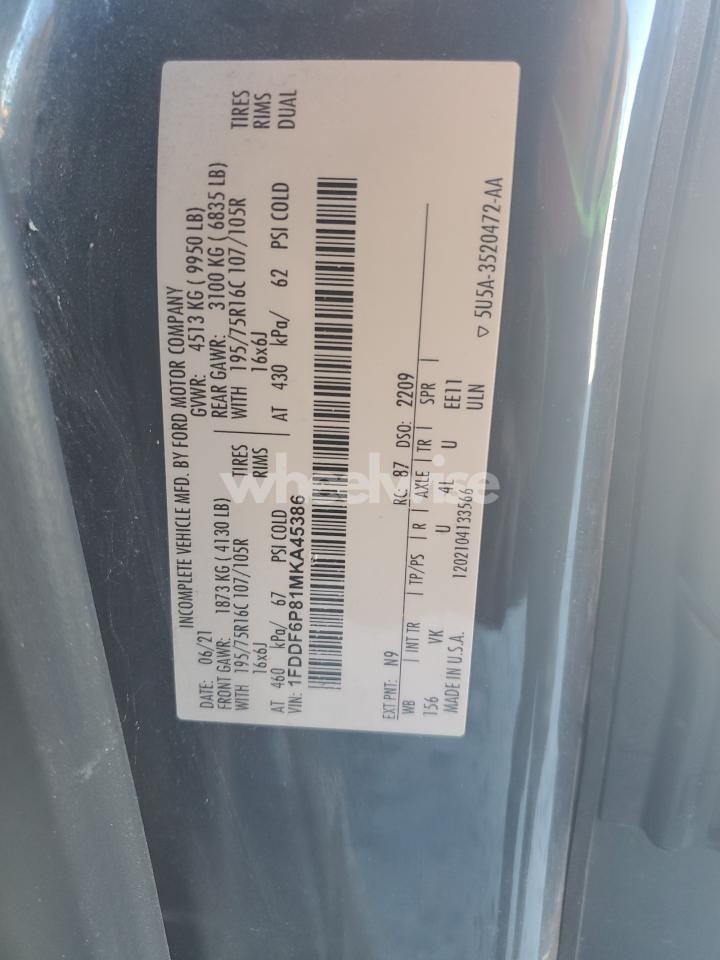 INCOMPLETE VEHICLE MFD. BY FORD MOTOR COMPANY
DATE: 06/21 GVWR: 4513 KG ( 9950 LB)
FRONT GAWR: 1873 KG ( 4130 LB) REAR GAWR: 3100 KG ( 6835 LB)
WITH 195/75R16C 107/105R TIRES WITH 195/75R16C 107/105R TIRES
16x6J RIMS 16x6J RIMS
AT 460 kPa/ 67 PSI COLD AT 430 kPa/ 62 PSI COLD DUAL
VIN: 1FDDF6P81MKA45386
EXT PNT: N9 RC: 87 DSO: 2209
WB | INT TR | TP/PS | R | AXLE | TR | SPR |
156 VK U 4L U EE11
MADE IN U.S.A. 1202104133566 ULN
▽ 5U5A-3520472-AA
wheelwise